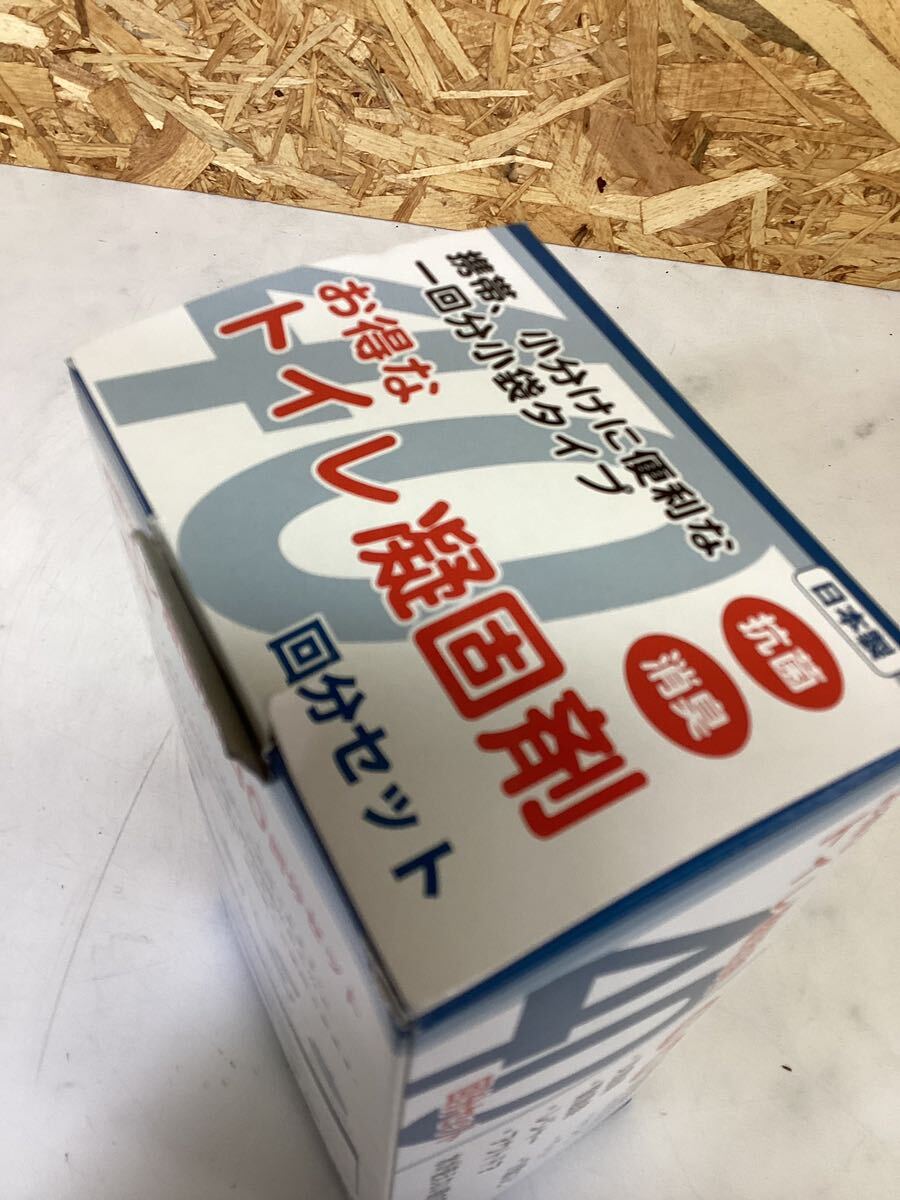 携帯、小分けに便利な
一回分小袋タイプ
お得な
トイレ凝固剤
40
回分セット
消臭
抗菌
日本製
40